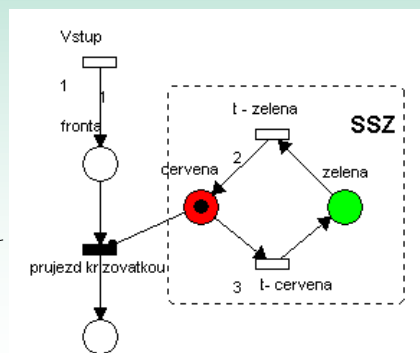 Vstup
1
1
fronta
t - zelena
SSZ
2
cervena
zelena
prujezd krizovatkou
3
t- cervena